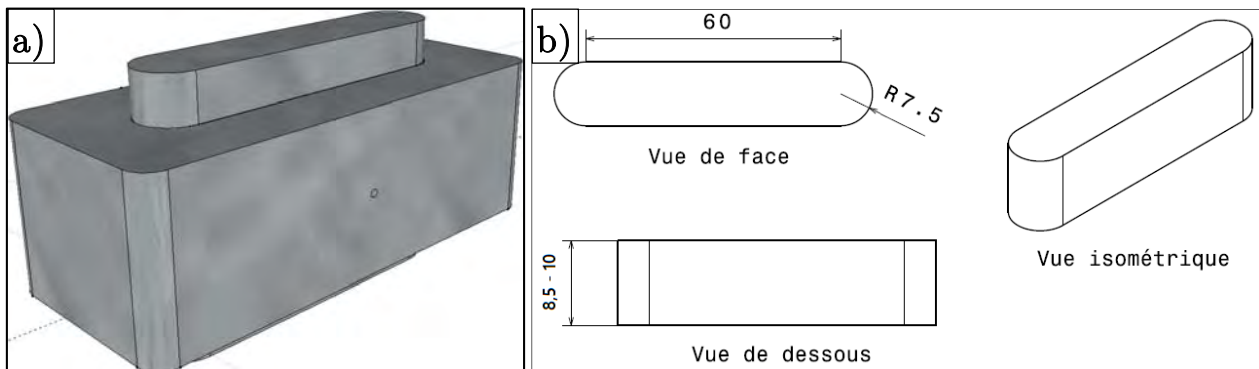 a)
b)
60
R7.5
Vue de face
8,5 - 10
Vue de dessous
Vue isométrique